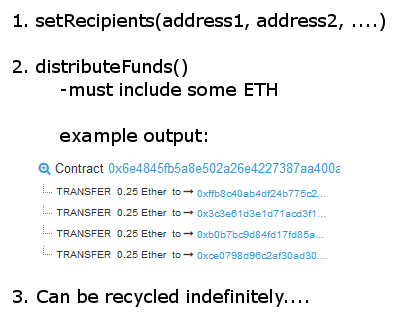 1. setRecipients(address1, address2, ....)
2. distributeFunds()
-must include some ETH
example output:
Contract 0x6e4845fb5a8e502a26e4227387aa400a
TRANSFER 0.25 Ether to → 0xffb8c40ab4df24b775c2...
TRANSFER 0.25 Ether to → 0x3c3e61d3e1d71acd3f1...
TRANSFER 0.25 Ether to → 0xb0b7bc9d84fd17fd85a...
TRANSFER 0.25 Ether to → 0xce0798d96c2af30ad30...
3. Can be recycled indefinitely....